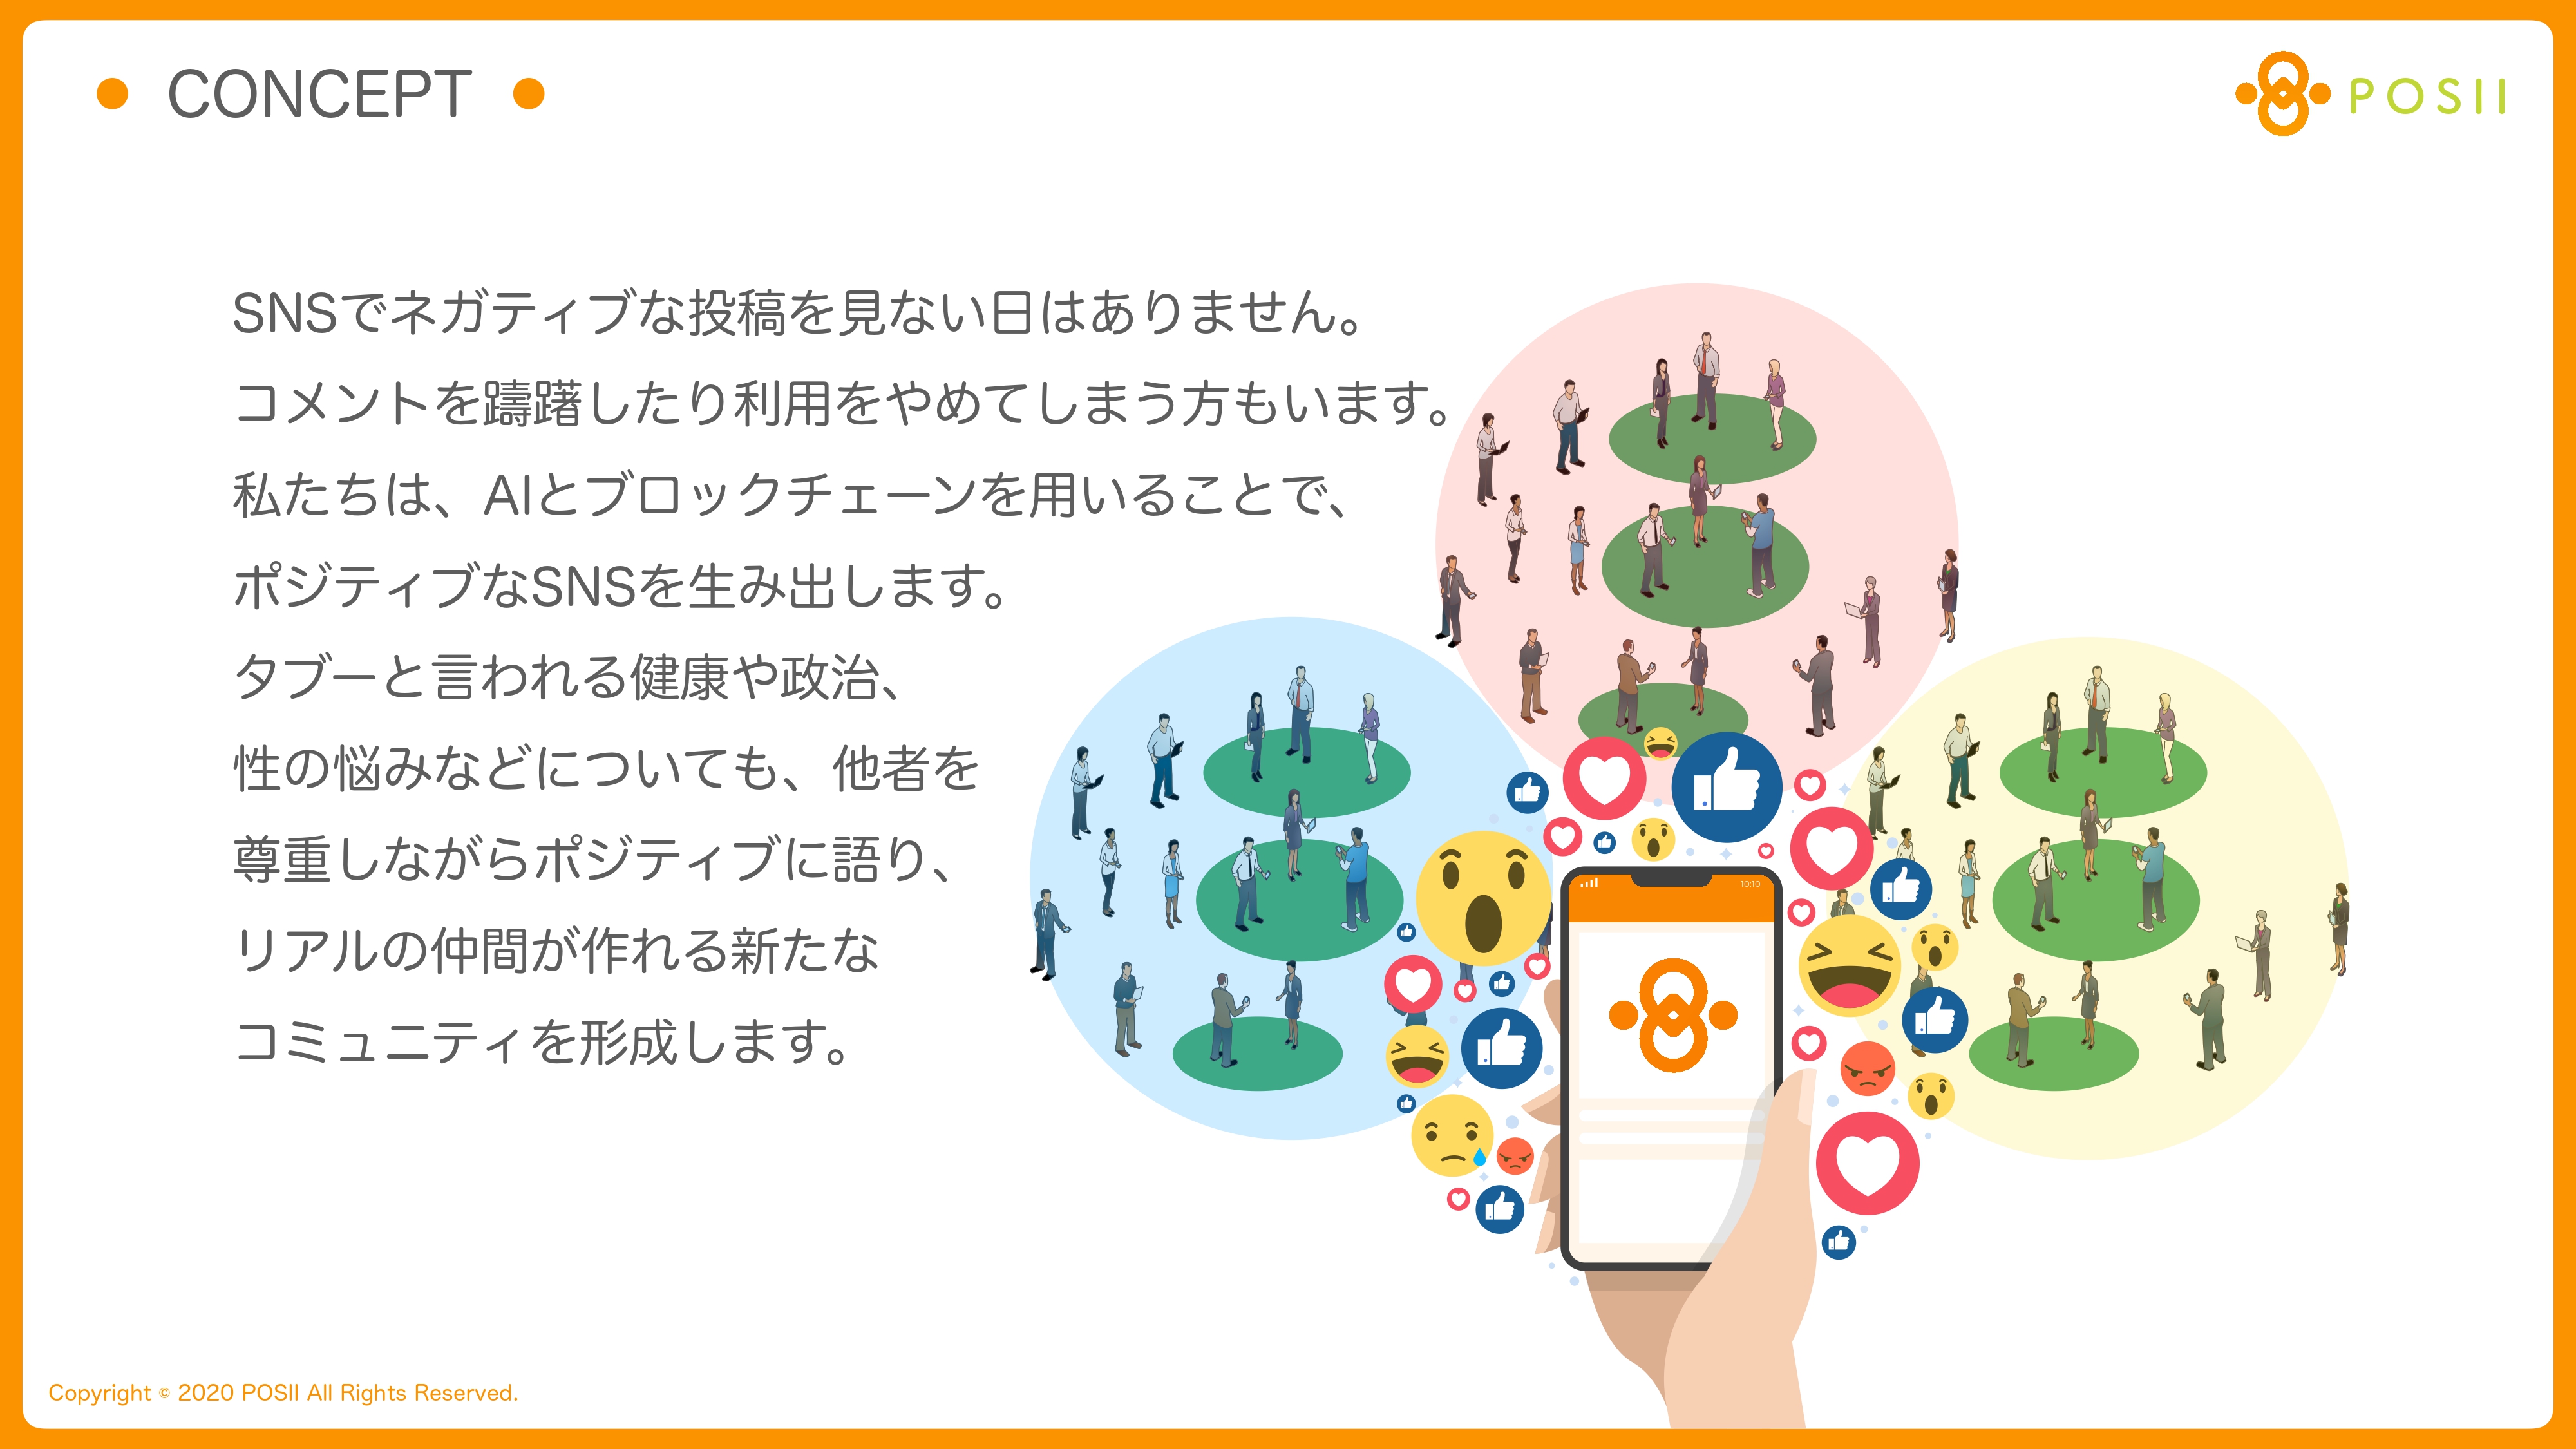 CONCEPT
POSII
SNSでネガティブな投稿を見ない日はありません。
コメントを躊躇したり利用をやめてしまう方もいます。
私たちは、AIとブロックチェーンを用いることで、
ポジティブなSNSを生み出します。
タブーと言われる健康や政治、
性の悩みなどについても、他者を
尊重しながらポジティブに語り、
リアルの仲間が作れる新たな
コミュニティを形成します。
10:10
Copyright © 2020 POSII All Rights Reserved.